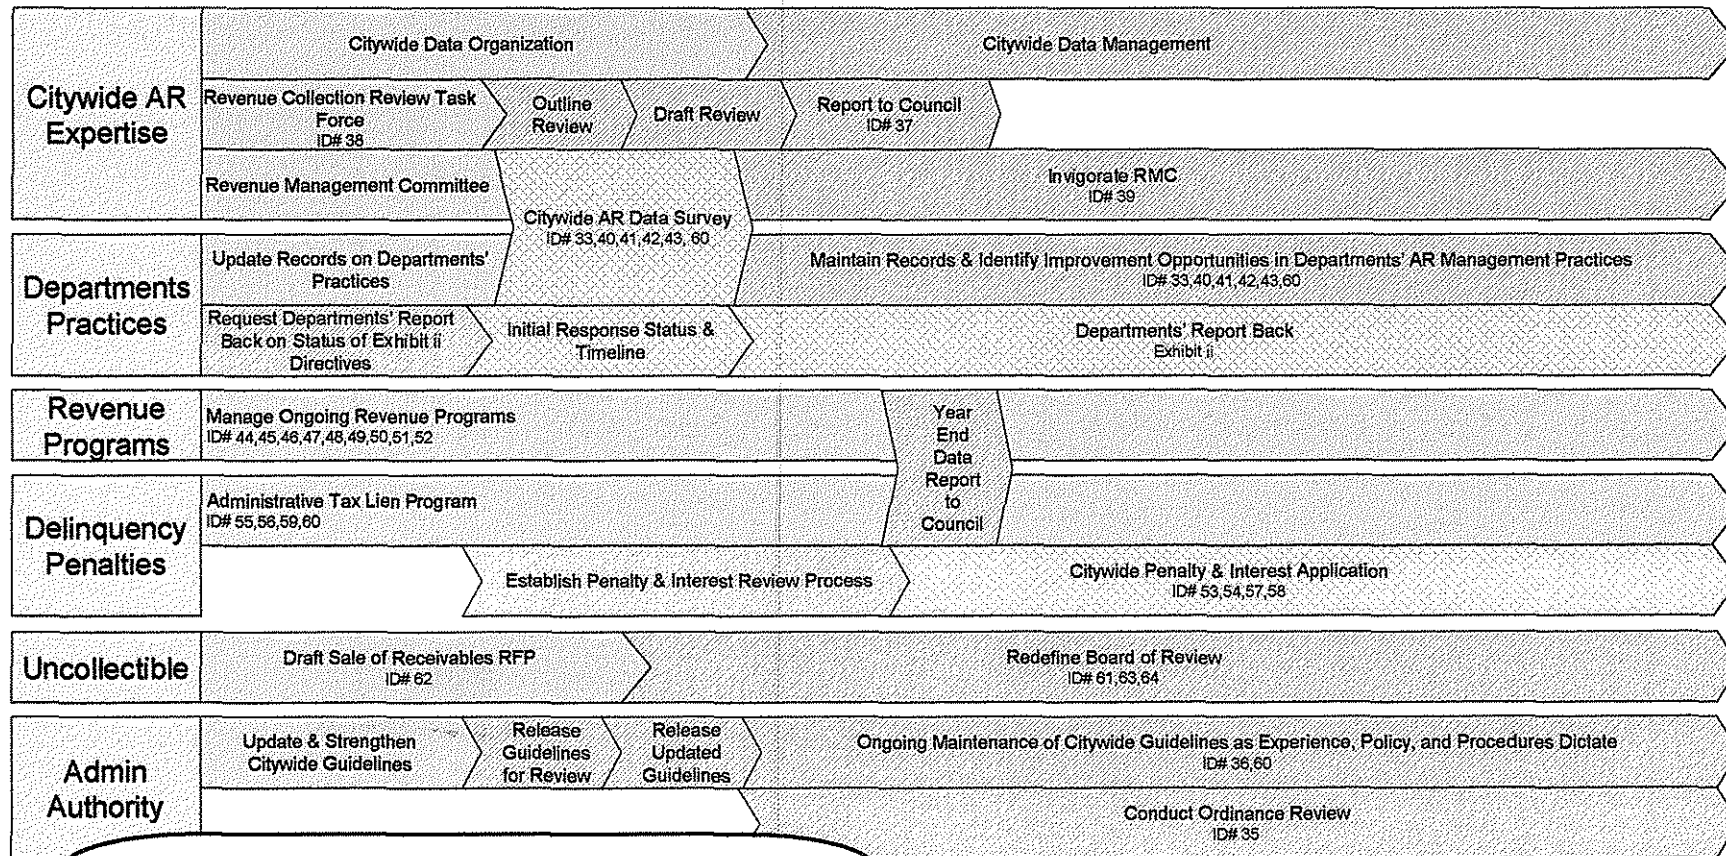 Citywide AR
Expertise
Citywide Data Organization
Citywide Data Management
Revenue Collection Review Task
Force
ID# 38
Outline
Review
Draft Review
Report to Council
ID# 37
Revenue Management Committee
Citywide AR Data Survey
ID# 33,40,41,42,43, 60
Invigorate RMC
ID# 39
Departments
Practices
Update Records on Departments'
Practices
Maintain Records & Identify Improvement Opportunities in Departments' AR Management Practices
ID# 33,40,41,42,43,60
Request Departments' Report
Back on Status of Exhibit ii
Directives
Initial Response Status &
Timeline
Departments' Report Back
Exhibit ii
Revenue
Programs
Manage Ongoing Revenue Programs
ID# 44,45,46,47,48,49,50,51,52
Year
End
Data
Report
to
Council
Delinquency
Penalties
Administrative Tax Lien Program
ID# 55,56,59,60
Establish Penalty & Interest Review Process
Citywide Penalty & Interest Application
ID# 53,54,57,58
Uncollectible
Draft Sale of Receivables RFP
ID# 62
Redefine Board of Review
ID# 61,63,64
Admin
Authority
Update & Strengthen
Citywide Guidelines
Release
Guidelines
for Review
Release
Updated
Guidelines
Ongoing Maintenance of Citywide Guidelines as Experience, Policy, and Procedures Dictate
ID# 36,60
Conduct Ordinance Review
ID# 35